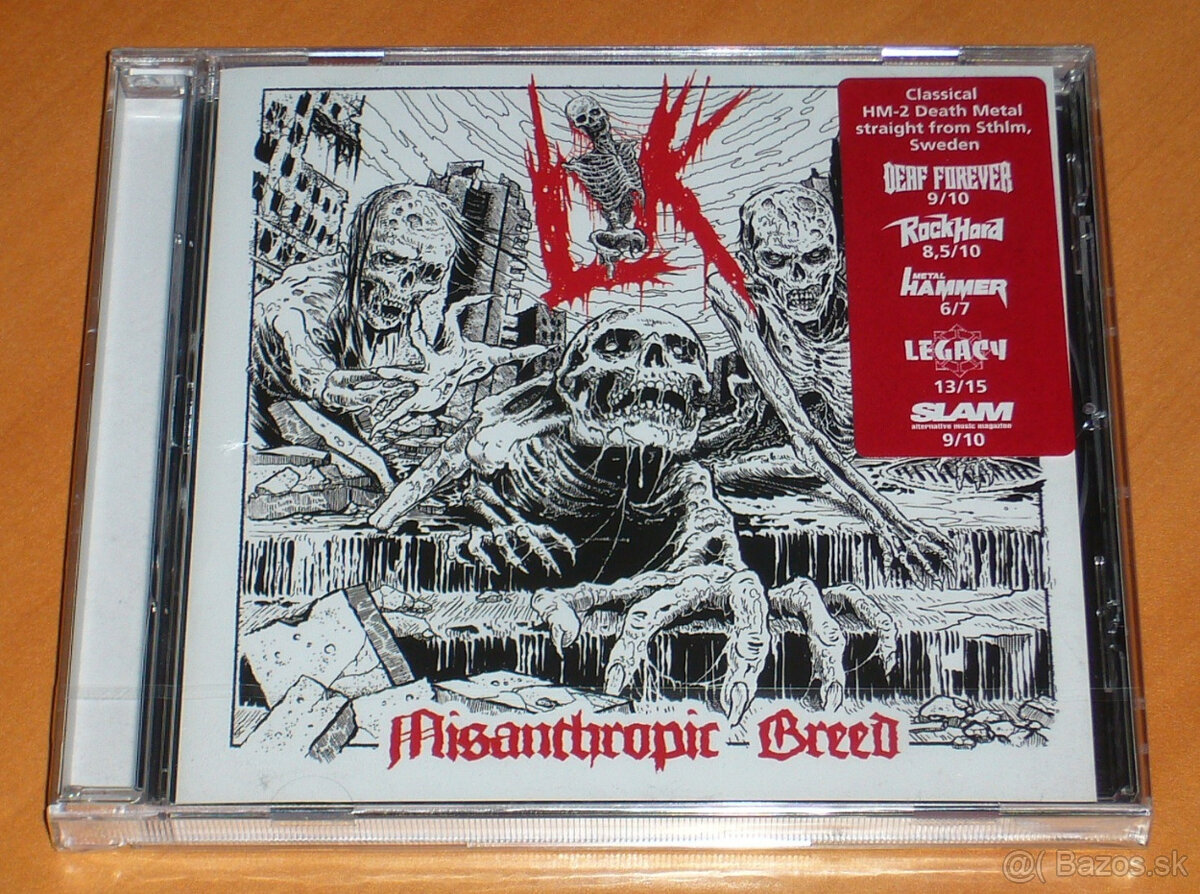 LIK
Classical
HM-2 Death Metal
straight from Sthlm,
Sweden
DEAF FOREVER
9/10
RockHard
8,5/10
METAL
HAMMER
6/7
LEGACY
13/15
SLAM
alternative music magazine
9/10
Misanthropic Breed
@( Bazos.sk